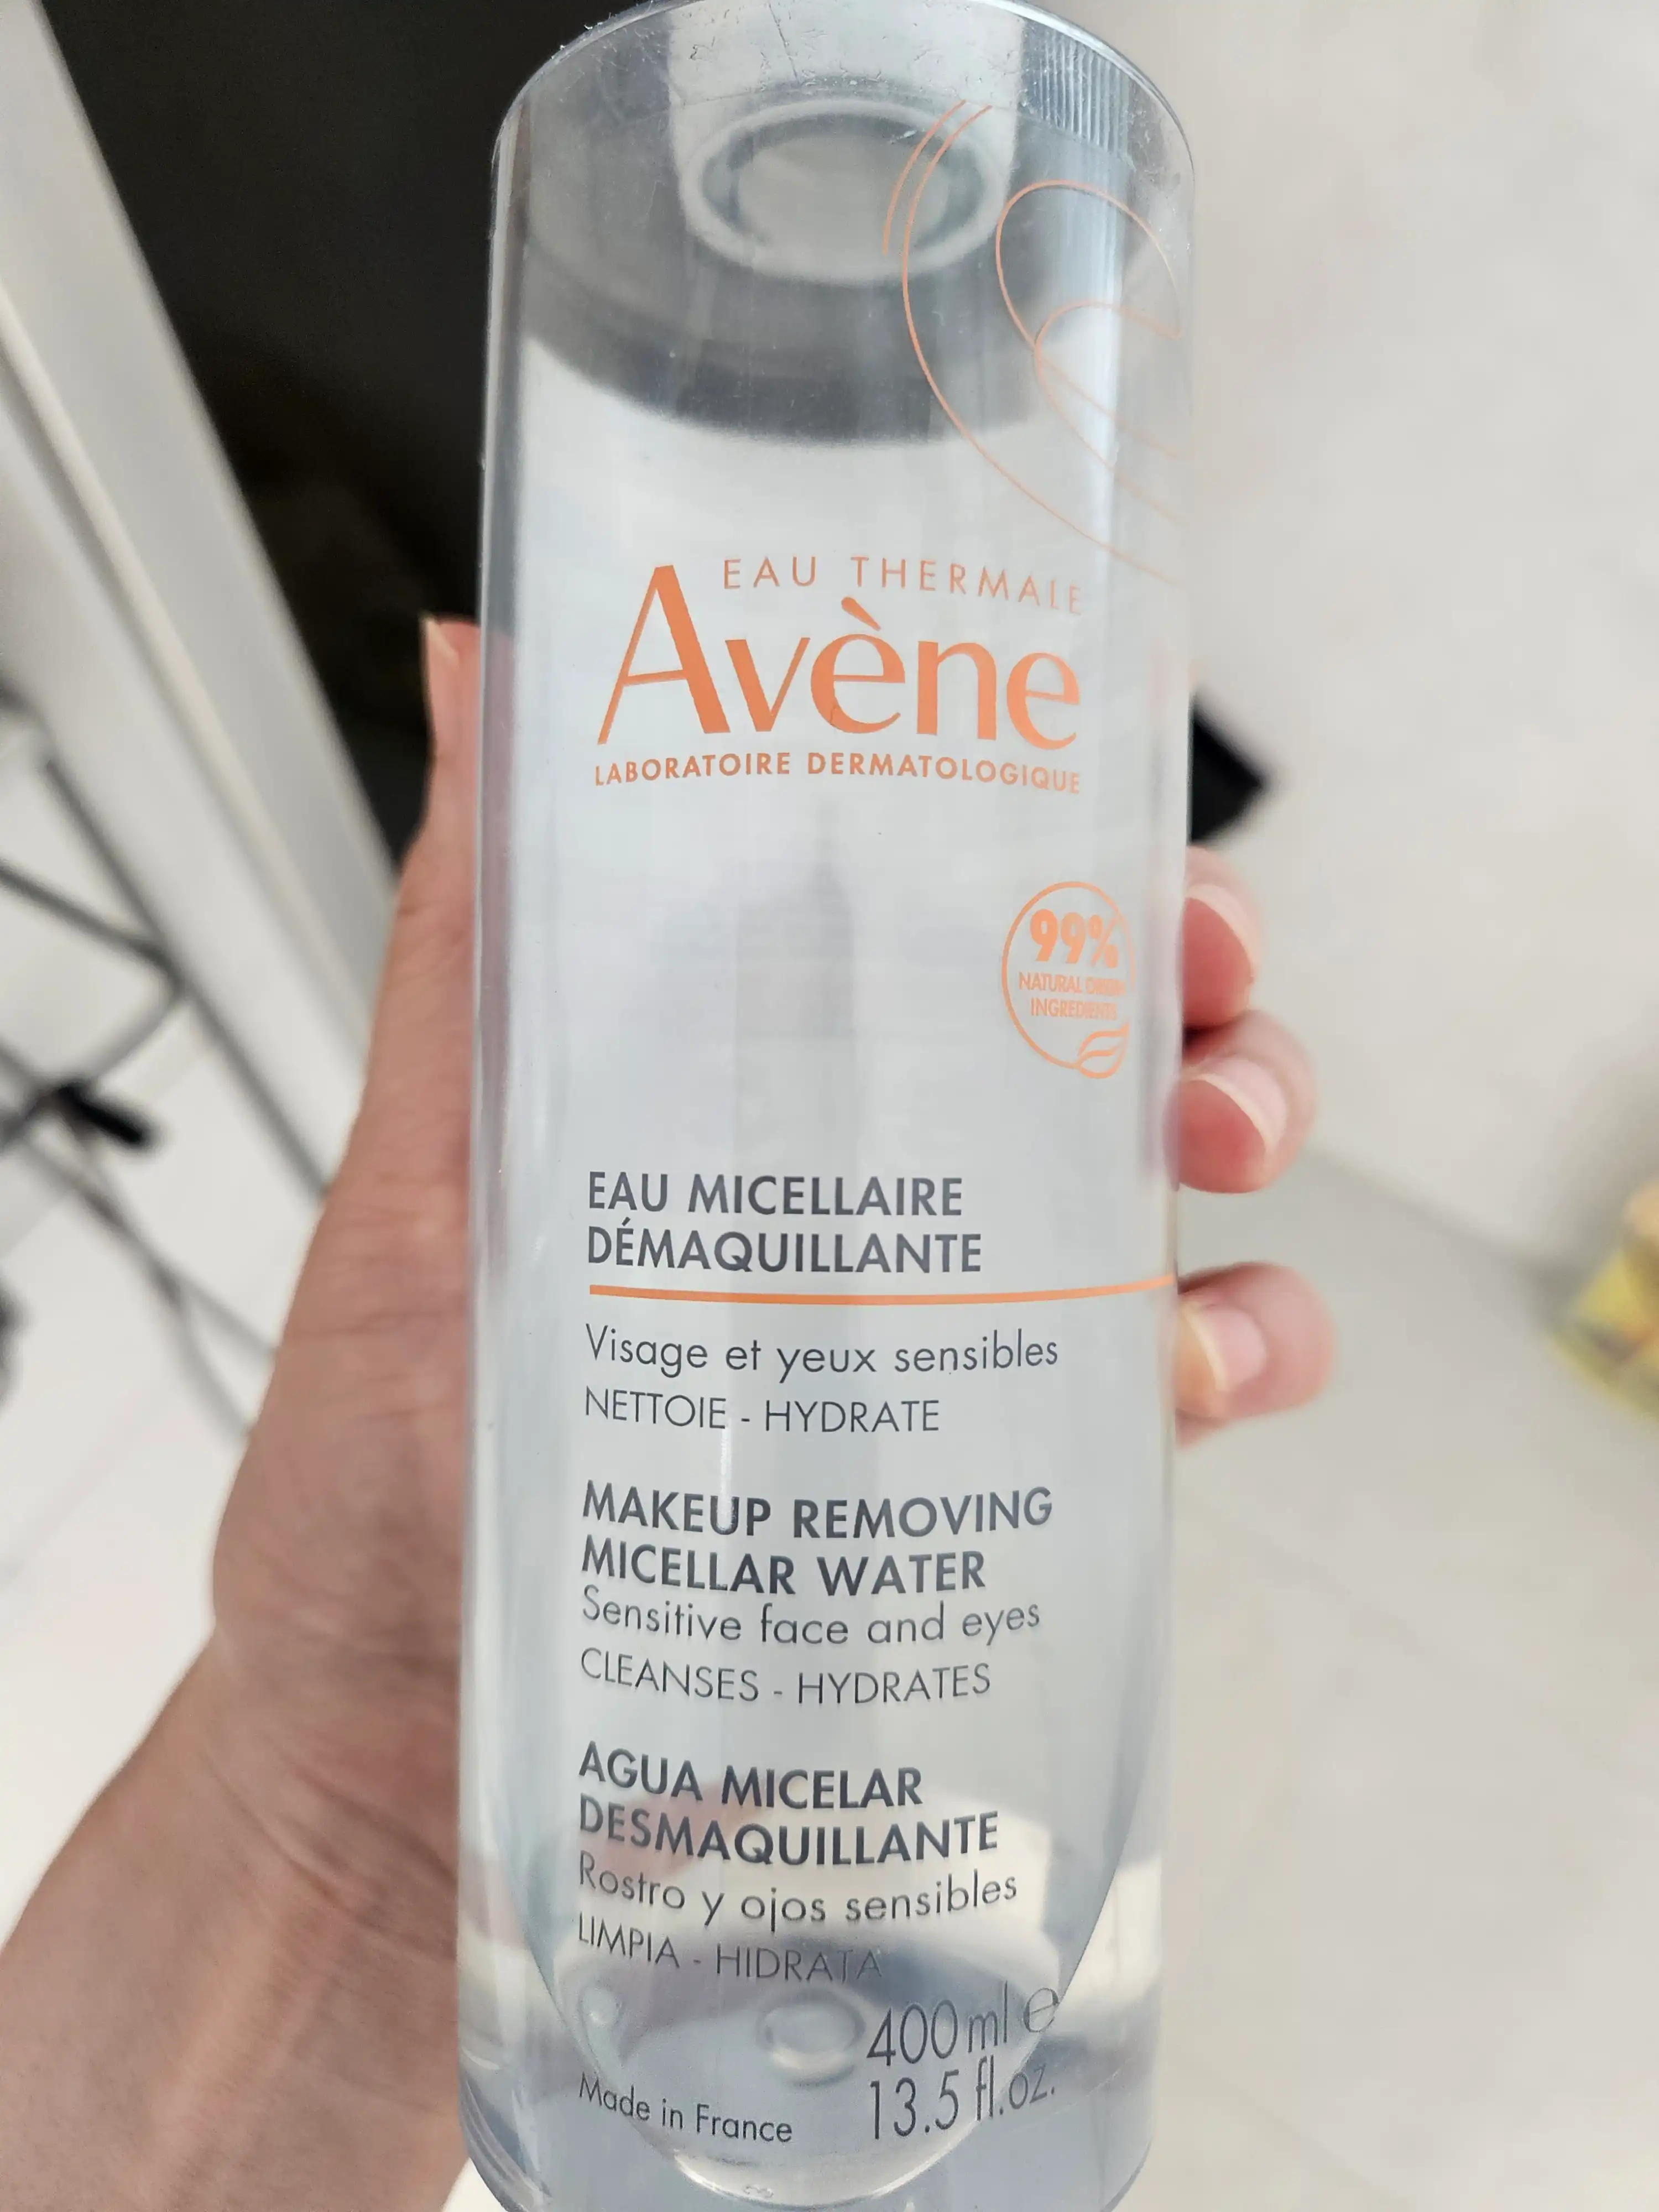 EAU THERMALE
Avène
LABORATOIRE DERMATOLOGIQUE
99%
NATURAL ORIGIN
INGREDIENTS
EAU MICELLAIRE
DÉMAQUILLANTE
Visage et yeux sensibles
NETTOIE - HYDRATE
MAKEUP REMOVING
MICELLAR WATER
Sensitive face and eyes
CLEANSES - HYDRATES
AGUA MICELAR
DESMAQUILLANTE
Rostro y ojos sensibles
LIMPIA - HIDRATA
400 ml e
13.5 fl.oz.
Made in France